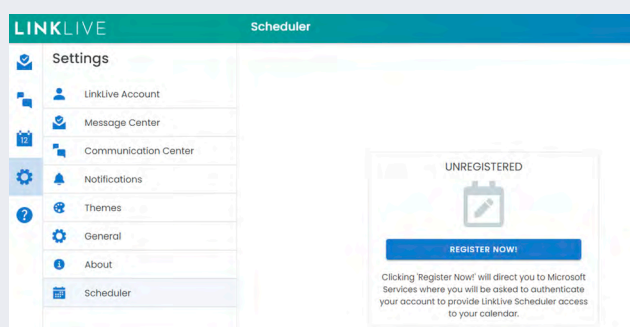 LINKLIVE
Scheduler
Settings
LinkLive Account
Message Center
12
Communication Center
Notifications
?
Themes
General
i
About
Scheduler
UNREGISTERED
REGISTER NOW!
Clicking 'Register Now!' will direct you to Microsoft
Services where you will be asked to authenticate
your account to provide LinkLive Scheduler access
to your calendar.